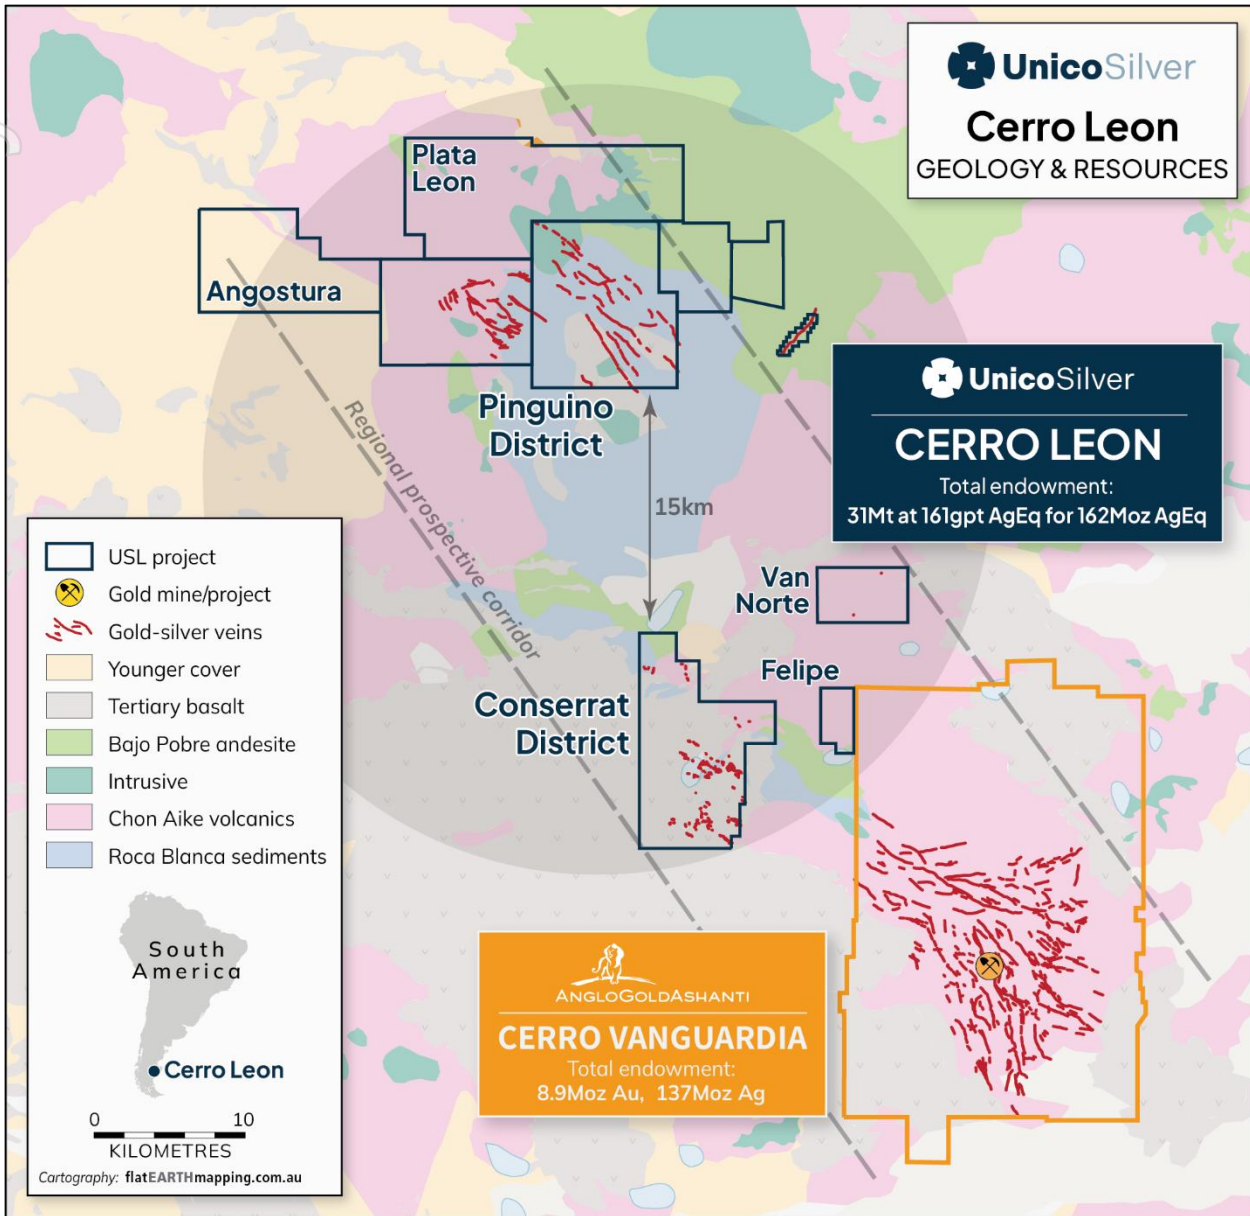 UnicoSilver
Cerro Leon
GEOLOGY & RESOURCES
Plata
Leon
Angostura
Pinguino
District
Regional prospective corridor
15km
UnicoSilver
CERRO LEON
Total endowment:
31Mt at 161gpt AgEq for 162Moz AgEq
Van
Norte
Felipe
Conserrat
District
USL project
Gold mine/project
Gold-silver veins
Younger cover
Tertiary basalt
Bajo Pobre andesite
Intrusive
Chon Aike volcanics
Roca Blanca sediments
South
America
Cerro Leon
0 10
KILOMETRES
Cartography: flatEARTHmapping.com.au
ANGLOGOLDASHANTI
CERRO VANGUARDIA
Total endowment:
8.9Moz Au, 137Moz Ag